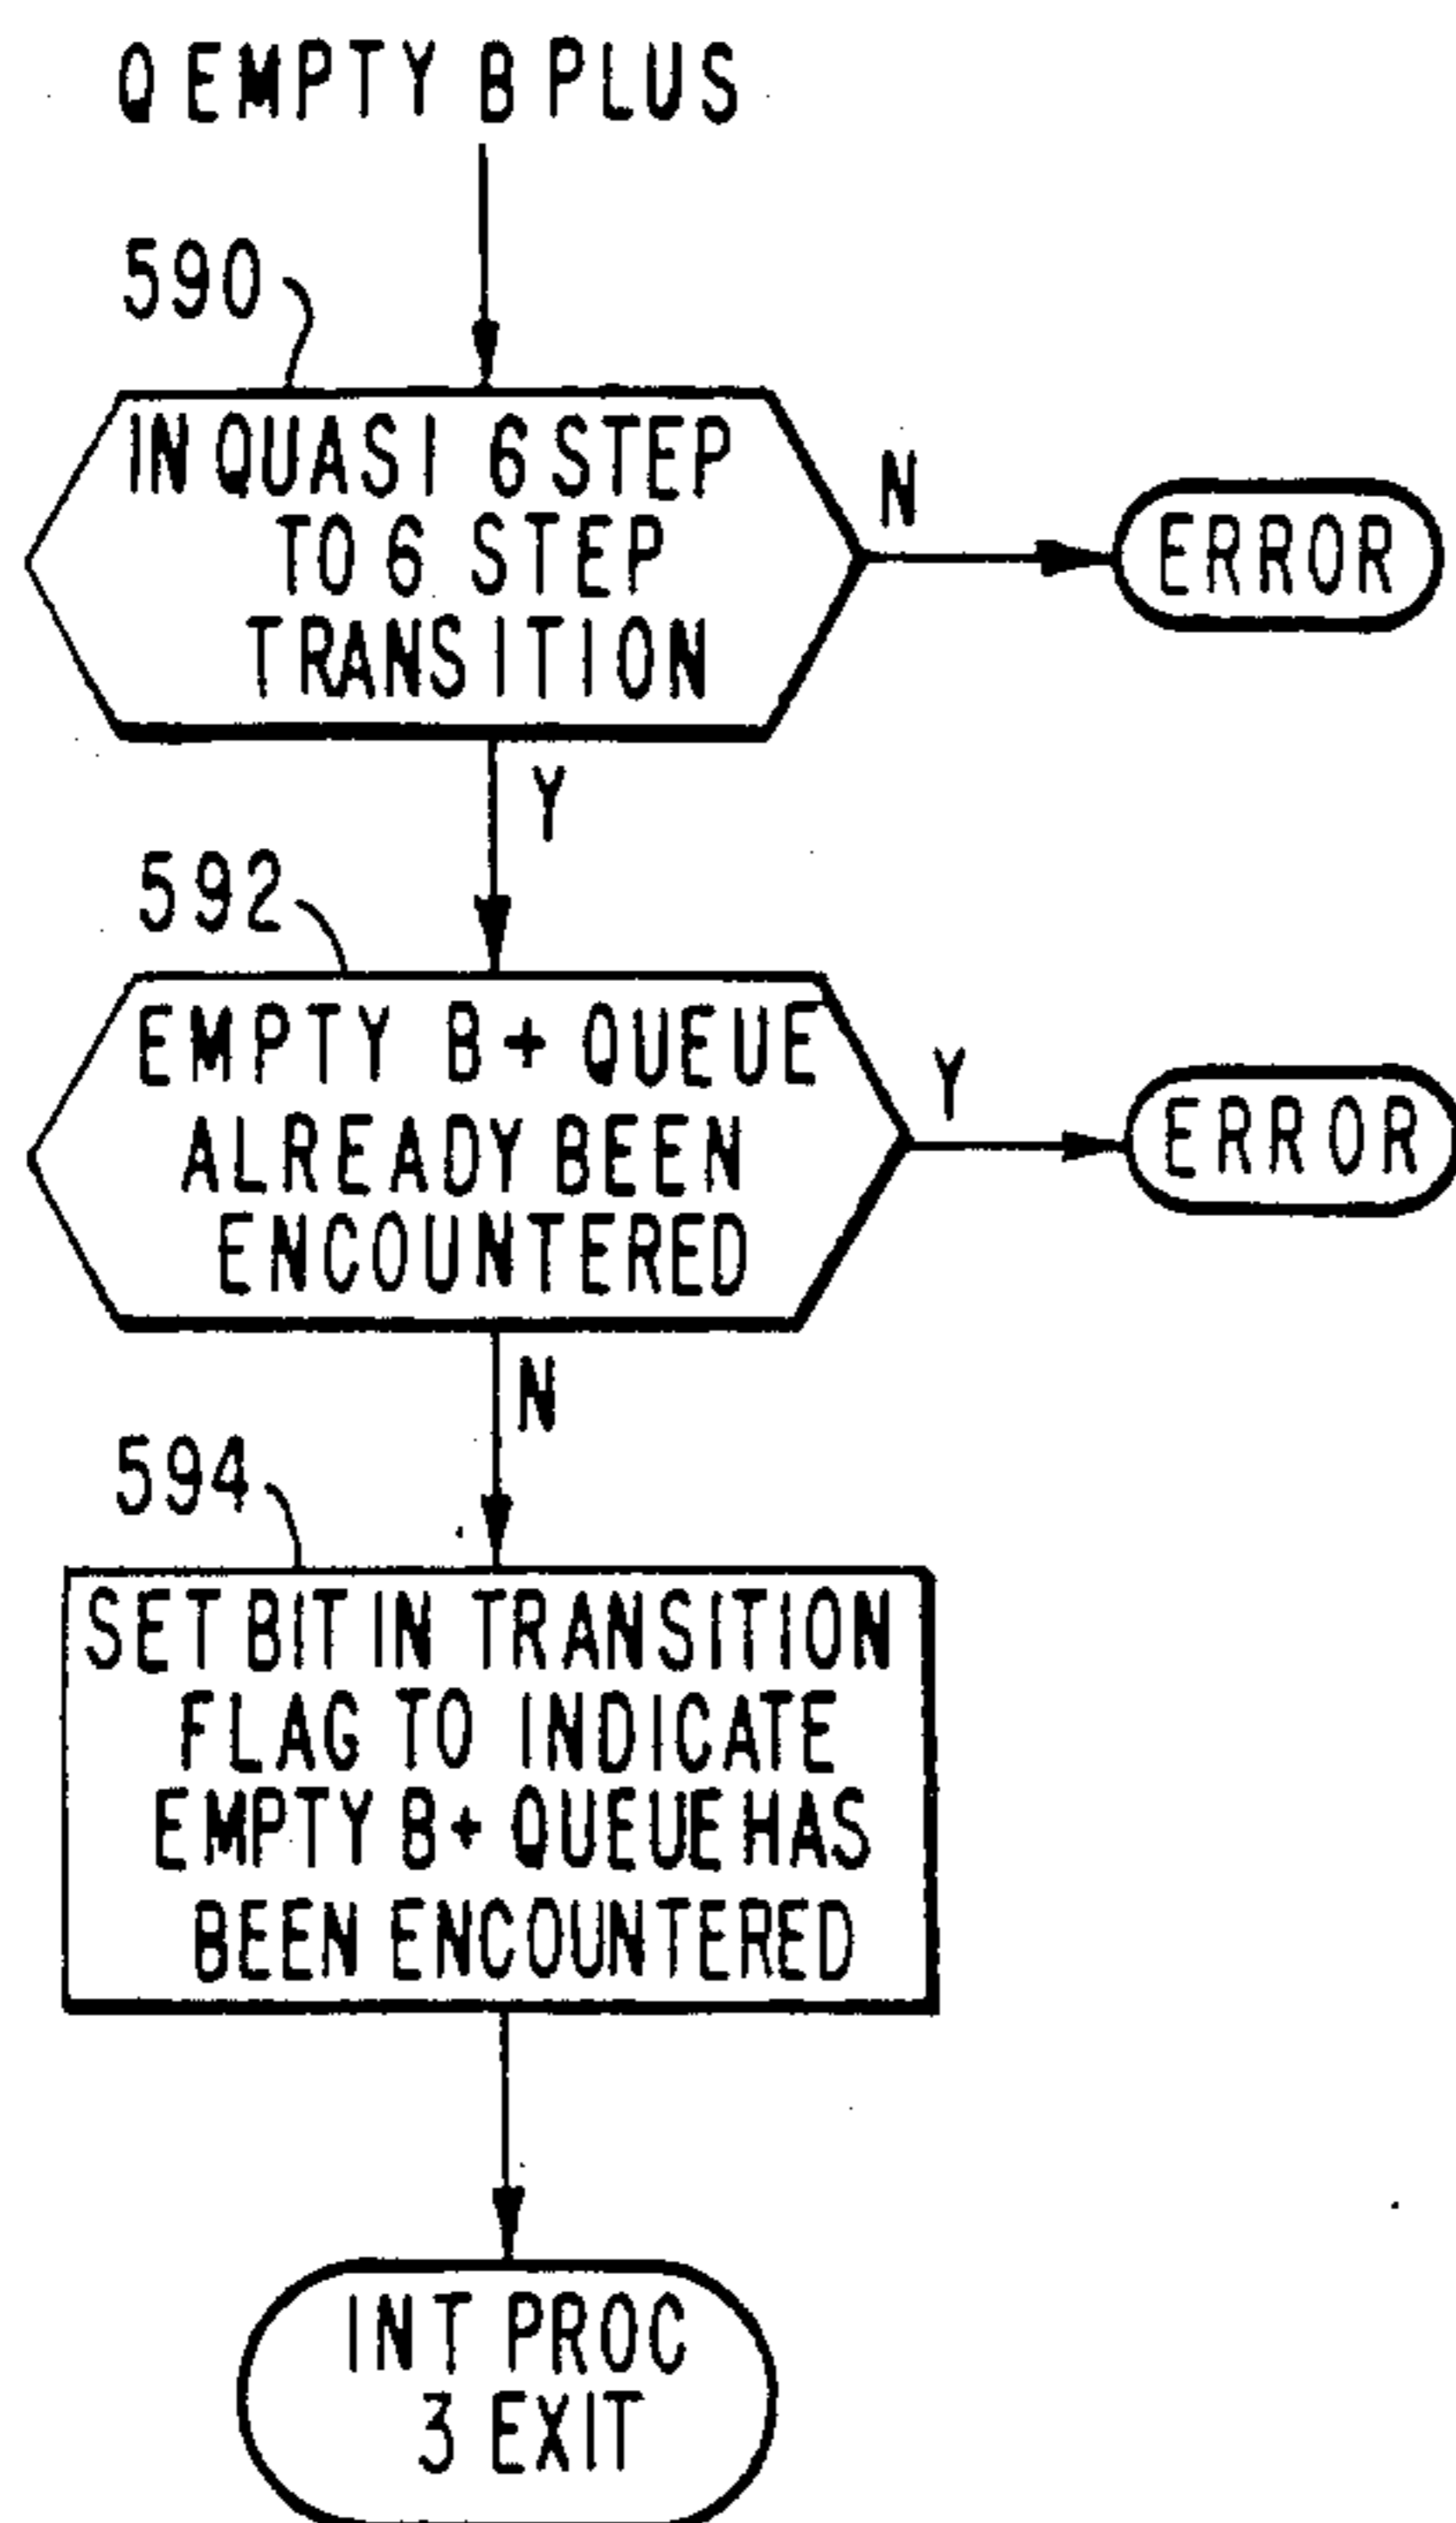 Q EMPTY B PLUS
590
IN QUASI 6 STEP
TO 6 STEP
TRANSITION
N
ERROR
Y
592
EMPTY B + QUEUE
ALREADY BEEN
ENCOUNTERED
Y
ERROR
N
594
SET BIT IN TRANSITION
FLAG TO INDICATE
EMPTY B+ QUEUE HAS
BEEN ENCOUNTERED
INT PROC
3 EXIT